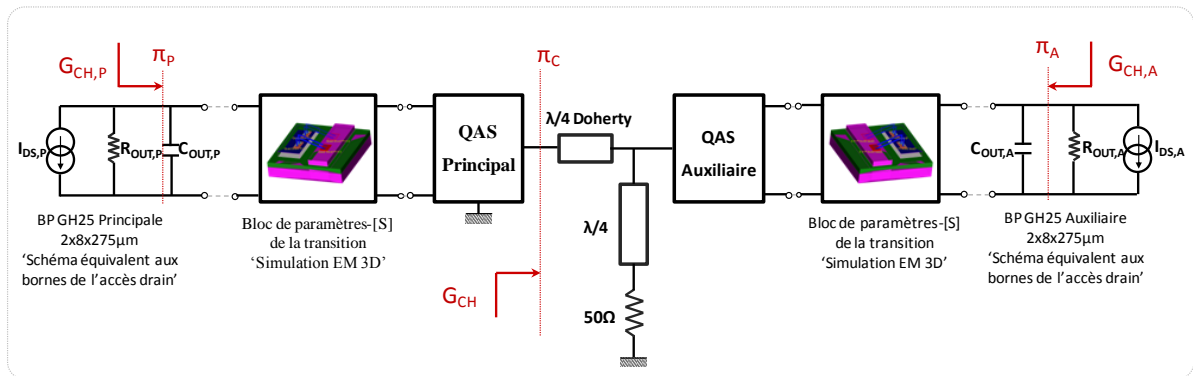 G_CH,P
π_P
π_C
π_A
G_CH,A
I_DS,P
R_OUT,P
C_OUT,P
QAS
Principal
λ/4 Doherty
QAS
Auxiliaire
C_OUT,A
R_OUT,A
I_DS,A
BP GH25 Principale
2x8x275µm
‘Schéma équivalent aux
bornes de l’accès drain’
Bloc de paramètres-[S]
de la transition
‘Simulation EM 3D’
G_CH
λ/4
50Ω
Bloc de paramètres-[S]
de la transition
‘Simulation EM 3D’
BP GH25 Auxiliaire
2x8x275µm
‘Schéma équivalent aux
bornes de l’accès drain’